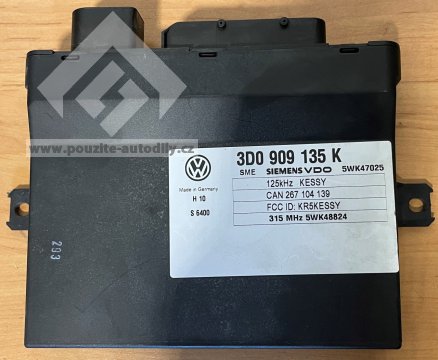 www.pouzite-autodily.cz
3D0 909 135 K
SME SIEMENS VDO 5WK47025
Made in Germany
125kHz KESSY
H 10
CAN 267 104 139
FCC ID: KR5KESSY
S 6400
315 MHz 5WK48824
293